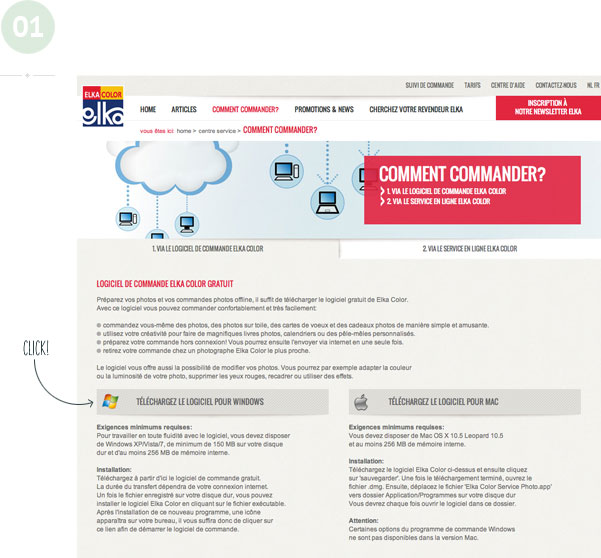 01
SUIVI DE COMMANDE TARIFS CENTRE D'AIDE CONTACTEZ-NOUS NL FR
ELKA COLOR
elka
HOME ARTICLES COMMENT COMMANDER? PROMOTIONS & NEWS CHERCHEZ VOTRE REVENDEUR ELKA
INSCRIPTION À
NOTRE NEWSLETTER ELKA
vous êtes ici: home > centre service > COMMENT COMMANDER?
COMMENT COMMANDER?
1. VIA LE LOGICIEL DE COMMANDE ELKA COLOR
2. VIA LE SERVICE EN LIGNE ELKA COLOR
1. VIA LE LOGICIEL DE COMMANDE ELKA COLOR 2. VIA LE SERVICE EN LIGNE ELKA COLOR
LOGICIEL DE COMMANDE ELKA COLOR GRATUIT
Préparez vos photos et vos commandes photos offline, il suffit de télécharger le logiciel gratuit de Elka Color.
Avec ce logiciel vous pouvez commander confortablement et très facilement:
commandez vous-même des photos, des photos sur toile, des cartes de voeux et des cadeaux photos de manière simple et amusante.
utilisez votre créativité pour faire de magnifiques livres photos, calendriers ou des pêle-mêles personnalisés.
préparez votre commande hors connexion! Vous pourrez ensuite l'envoyer via internet en une seule fois.
retirez votre commande chez un photographe Elka Color le plus proche.
Le logiciel vous offre aussi la possibilité de modifier vos photos. Vous pourrez par exemple adapter la couleur
ou la luminosité de votre photo, supprimer les yeux rouges, recadrer ou utiliser des effets.
CLICK!
TÉLÉCHARGEZ LE LOGICIEL POUR WINDOWS
Exigences minimums requises:
Pour travailler en toute fluidité avec le logiciel, vous devez disposer
de Windows XP/Vista/7, de minimum de 150 MB sur votre disque
dur et d'au moins 256 MB de mémoire interne.
Installation:
Téléchargez à partir d'ici le logiciel de commande gratuit.
La durée du transfert dépendra de votre connexion internet.
Un fois le fichier enregistré sur votre disque dur, vous pouvez
installer le logiciel Elka Color en cliquant sur le fichier exécutable.
Après l'installation de ce nouveau programme, une icône
apparaîtra sur votre bureau, il vous suffira donc de cliquer sur
ce lien afin de démarrer le logiciel de commande.
TÉLÉCHARGEZ LE LOGICIEL POUR MAC
Exigences minimums requises:
Vous devez disposer de Mac OS X 10.5 Leopard 10.5
et au moins 256 MB de mémoire interne.
Installation:
Téléchargez le logiciel Elka Color ci-dessus et ensuite cliquez
sur 'sauvegarder'. Une fois le téléchargement terminé, ouvrez le
fichier .dmg. Ensuite, déplacez le fichier 'Elka Color Service Photo.app'
vers dossier Application/Programmes sur votre disque dur
Vous devrez chaque fois ouvrir le logiciel dans ce dossier.
Attention:
Certaines options du programme de commande Windows
ne sont pas disponibles dans la version Mac.